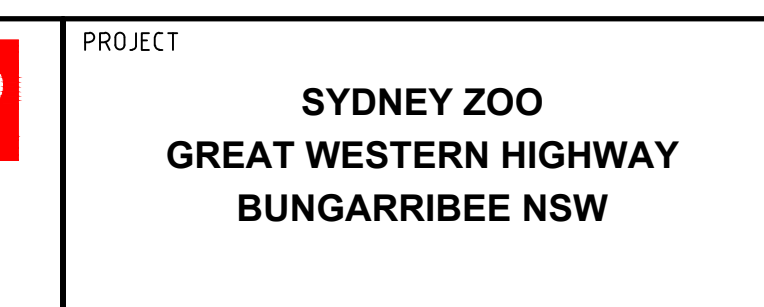 PROJECT
SYDNEY ZOO
GREAT WESTERN HIGHWAY
BUNGARRIBEE NSW